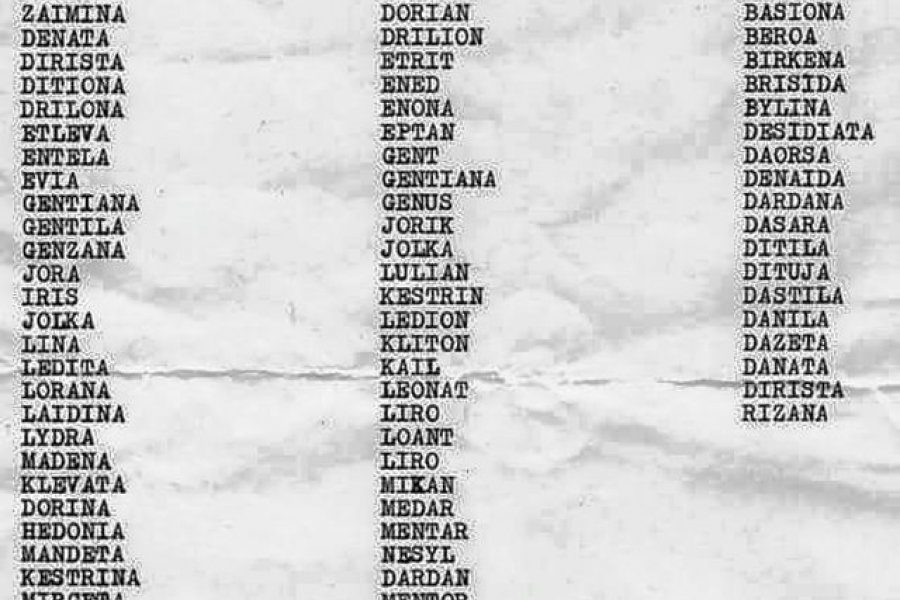 ZAIMINA
DENATA
DIRISTA
DITIONA
DRILONA
ETLEVA
ENTELA
EVIA
GENTIANA
GENTILA
GENZANA
JORA
IRIS
JOLKA
LINA
LEDITA
LORANA
LAIDINA
LYDRA
MADENA
KLEVATA
DORINA
HEDONIA
MANDETA
KESTRINA
DORIAN
DRILION
ETRIT
ENED
ENONA
EPTAN
GENT
GENTIANA
GENUS
JORIK
JOLKA
LULIAN
KESTRIN
LEDION
KLITON
KAIL
LEONAT
LIRO
LOANT
LIRO
MIKAN
MEDAR
MENTAR
NESYL
DARDAN
MENTOR
BASIONA
BEROA
BIRKENA
BRISIDA
BYLINA
DESIDIATA
DAORSA
DENAIDA
DARDANA
DASARA
DITILA
DITUJA
DASTILA
DANILA
DAZETA
DANATA
DIRISTA
RIZANA